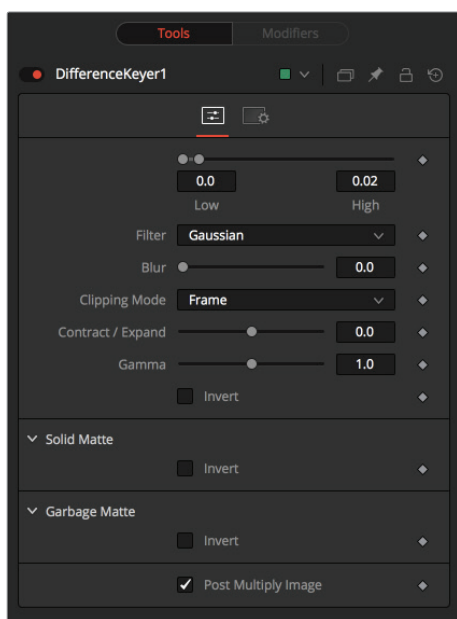 Tools Modifiers
DifferenceKeyer1
0.0 0.02
Low High
Filter Gaussian
Blur 0.0
Clipping Mode Frame
Contract / Expand 0.0
Gamma 1.0
Invert
Solid Matte
Invert
Garbage Matte
Invert
Post Multiply Image